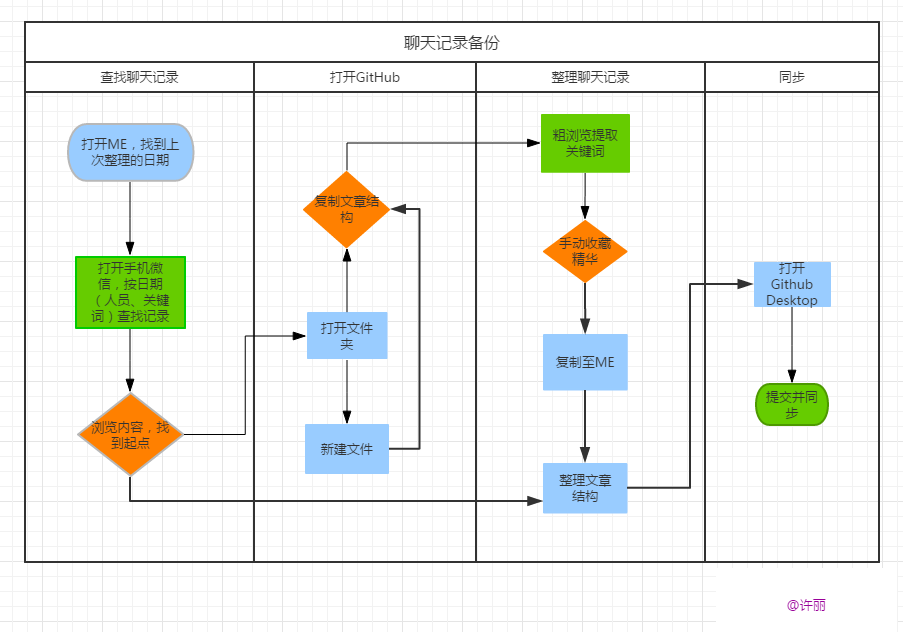 聊天记录备份
查找聊天记录
打开GitHub
整理聊天记录
同步
打开ME，找到上
次整理的日期
打开手机微
信，按日期
（人员、关键
词）查找记录
浏览内容，找
到起点
复制文章结
构
打开文件
夹
新建文件
粗浏览提取
关键词
手动收藏
精华
复制至ME
整理文章
结构
打开
Github
Desktop
提交并同
步
@许丽